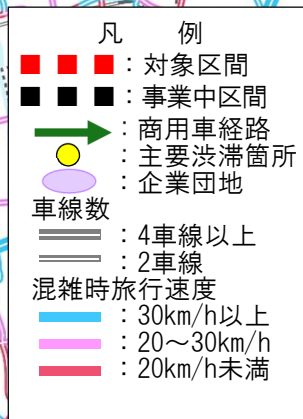 凡 例
：対象区間
：事業中区間
：商用車経路
：主要渋滞箇所
：企業団地
車線数
：4車線以上
：2車線
混雑時旅行速度
：30km/h以上
：20～30km/h
：20km/h未満